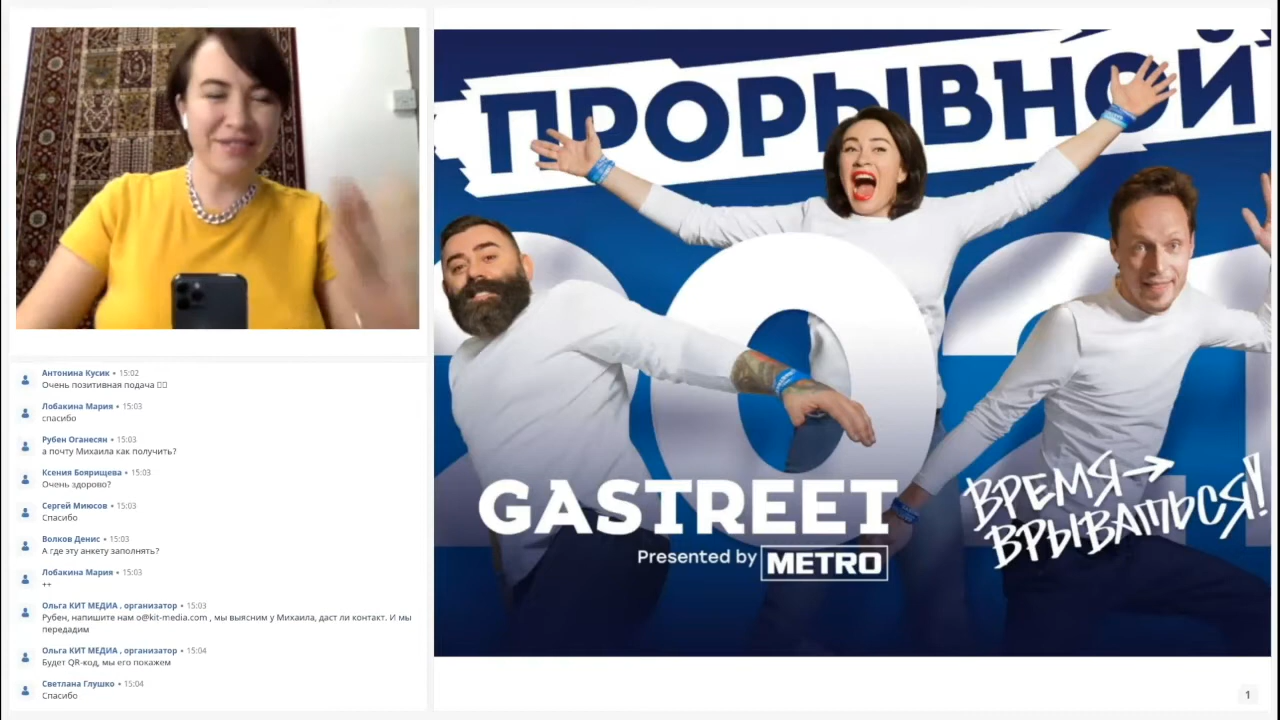 Антонина Кусик • 15:02
Очень позитивная подача
Лобакина Мария • 15:03
спасибо
Рубен Оганесян • 15:03
а почту Михаила как получить?
Ксения Боярищева • 15:03
Очень здорово?
Сергей Миюсов • 15:03
Спасибо
Волков Денис • 15:03
А где эту анкету заполнять?
Лобакина Мария • 15:03
++
Ольга КИТ МЕДИА , организатор • 15:03
Рубен, напишите нам o@kit-media.com , мы выясним у Михаила, даст ли контакт. И мы
передадим
Ольга КИТ МЕДИА , организатор • 15:04
Будет QR-код, мы его покажем
Светлана Глушко • 15:04
Спасибо
ПРОРЫВНОЙ
GASTREET
Presented by METRO
ВРЕМЯ →
ВРЫВАТЬСЯ!
1